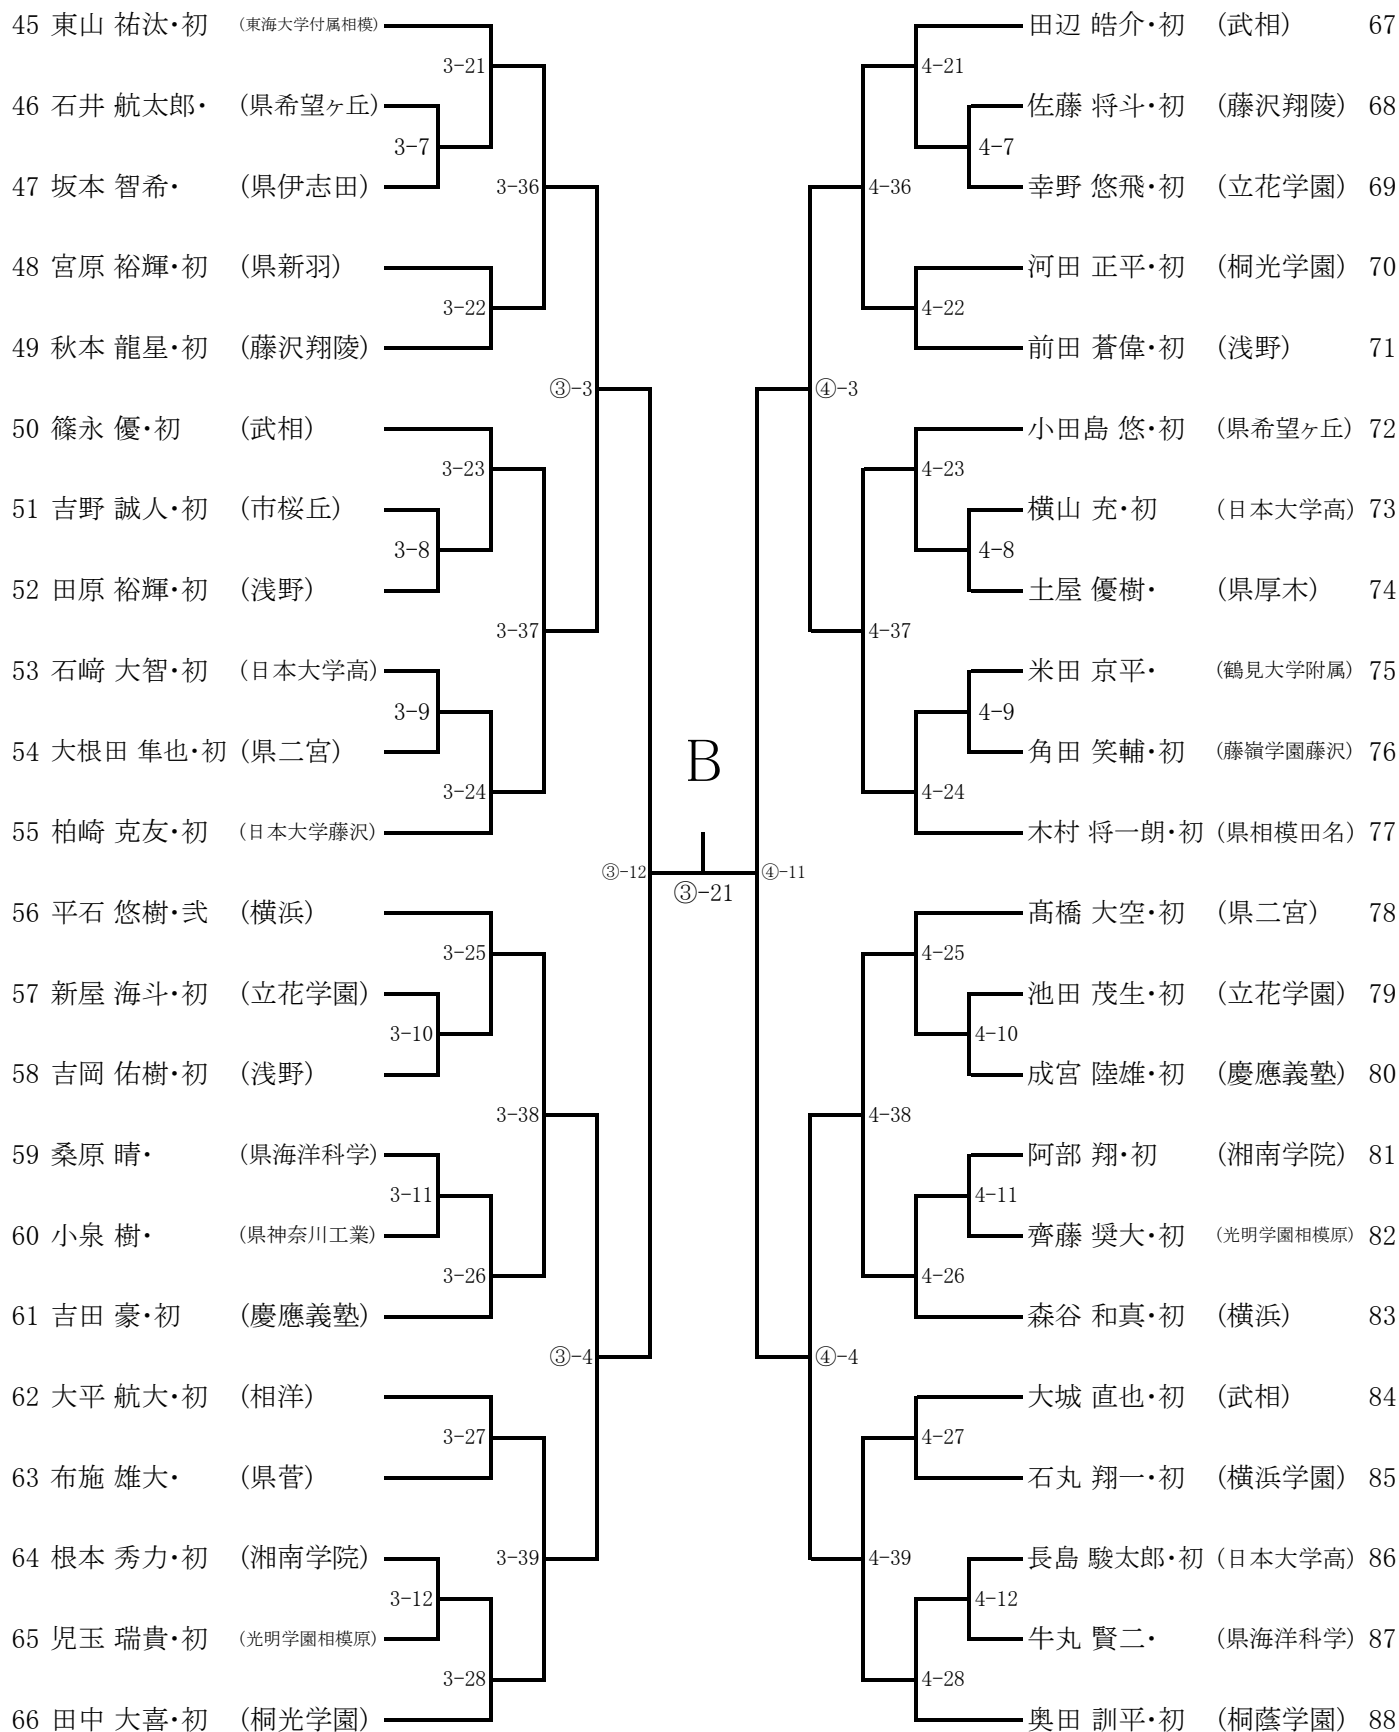 45 東山 祐汰・初 (東海大学付属相模)
3-21
46 石井 航太郎・ (県希望ヶ丘)
3-7
47 坂本 智希・ (県伊志田)
3-36
48 宮原 裕輝・初 (県新羽)
3-22
49 秋本 龍星・初 (藤沢翔陵)
③-3
50 篠永 優・初 (武相)
3-23
51 吉野 誠人・初 (市桜丘)
3-8
52 田原 裕輝・初 (浅野)
3-37
53 石﨑 大智・初 (日本大学高)
3-9
54 大根田 隼也・初 (県二宮)
3-24
55 柏崎 克友・初 (日本大学藤沢)
③-12
56 平石 悠樹・弐 (横浜)
3-25
57 新屋 海斗・初 (立花学園)
3-10
58 吉岡 佑樹・初 (浅野)
3-38
59 桑原 晴・ (県海洋科学)
3-11
60 小泉 樹・ (県神奈川工業)
3-26
61 吉田 豪・初 (慶應義塾)
③-4
62 大平 航大・初 (相洋)
3-27
63 布施 雄大・ (県菅)
64 根本 秀力・初 (湘南学院)
3-39
3-12
65 児玉 瑞貴・初 (光明学園相模原)
3-28
66 田中 大喜・初 (桐光学園)
B
③-21
田辺 皓介・初 (武相) 67
4-21
佐藤 将斗・初 (藤沢翔陵) 68
4-7
幸野 悠飛・初 (立花学園) 69
4-36
河田 正平・初 (桐光学園) 70
4-22
前田 蒼偉・初 (浅野) 71
④-3
小田島 悠・初 (県希望ヶ丘) 72
4-23
横山 充・初 (日本大学高) 73
4-8
土屋 優樹・ (県厚木) 74
4-37
米田 京平・ (鶴見大学附属) 75
4-9
角田 笑輔・初 (藤嶺学園藤沢) 76
4-24
木村 将一朗・初 (県相模田名) 77
④-11
髙橋 大空・初 (県二宮) 78
4-25
池田 茂生・初 (立花学園) 79
4-10
成宮 陸雄・初 (慶應義塾) 80
4-38
阿部 翔・初 (湘南学院) 81
4-11
齊藤 奨大・初 (光明学園相模原) 82
4-26
森谷 和真・初 (横浜) 83
④-4
大城 直也・初 (武相) 84
4-27
石丸 翔一・初 (横浜学園) 85
4-39
長島 駿太郎・初 (日本大学高) 86
4-12
牛丸 賢二・ (県海洋科学) 87
4-28
奥田 訓平・初 (桐蔭学園) 88